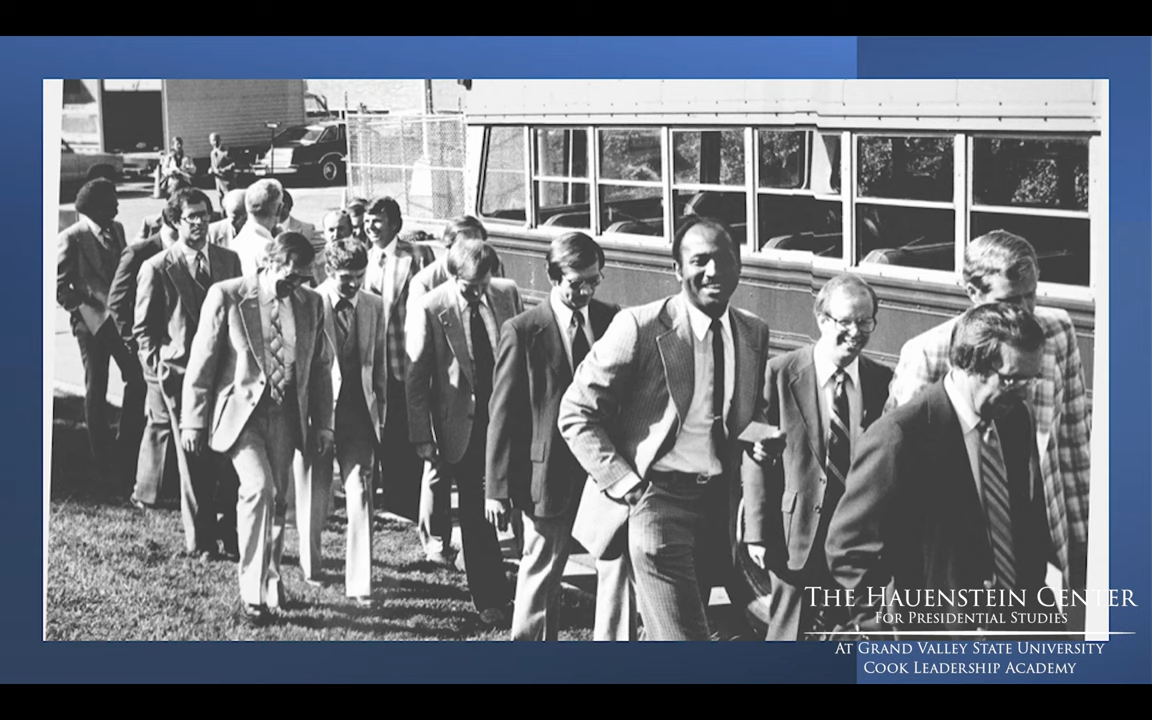 THE HAUENSTEIN CENTER
FOR PRESIDENTIAL STUDIES
AT GRAND VALLEY STATE UNIVERSITY
COOK LEADERSHIP ACADEMY